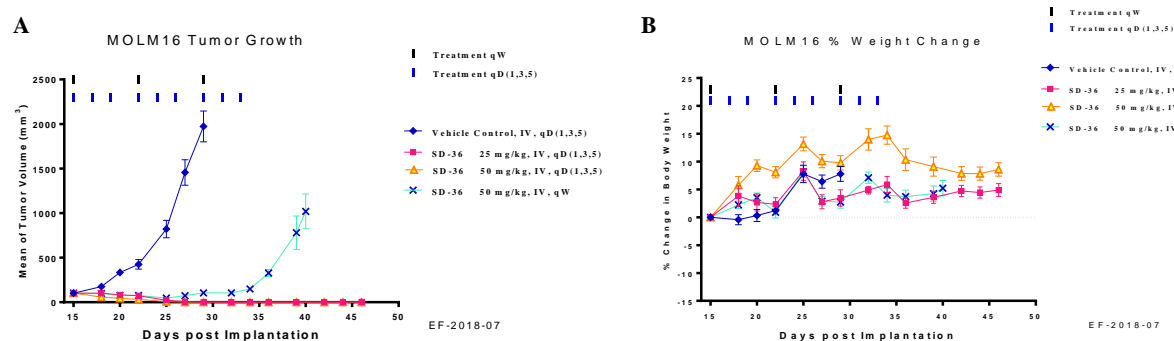 A
MOLM16 Tumor Growth
Treatment qW
Treatment qD(1,3,5)
Mean of Tumor Volume (mm³)
2500
2000
1500
1000
500
0
15 20 25 30 35 40 45 50
Days post Implantation
Vehicle Control, IV, qD(1,3,5)
SD-36 25 mg/kg, IV, qD(1,3,5)
SD-36 50 mg/kg, IV, qD(1,3,5)
SD-36 50 mg/kg, IV, qW
EF-2018-07
B
MOLM16 % Weight Change
Treatment qW
Treatment qD(1,3,5)
% Change in Body Weight
25
20
15
10
5
0
-5
-10
-15
15 20 25 30 35 40 45 50
Days post Implantation
Vehicle Control, IV,
SD-36 25 mg/kg, IV
SD-36 50 mg/kg, IV
SD-36 50 mg/kg, IV
EF-2018-07